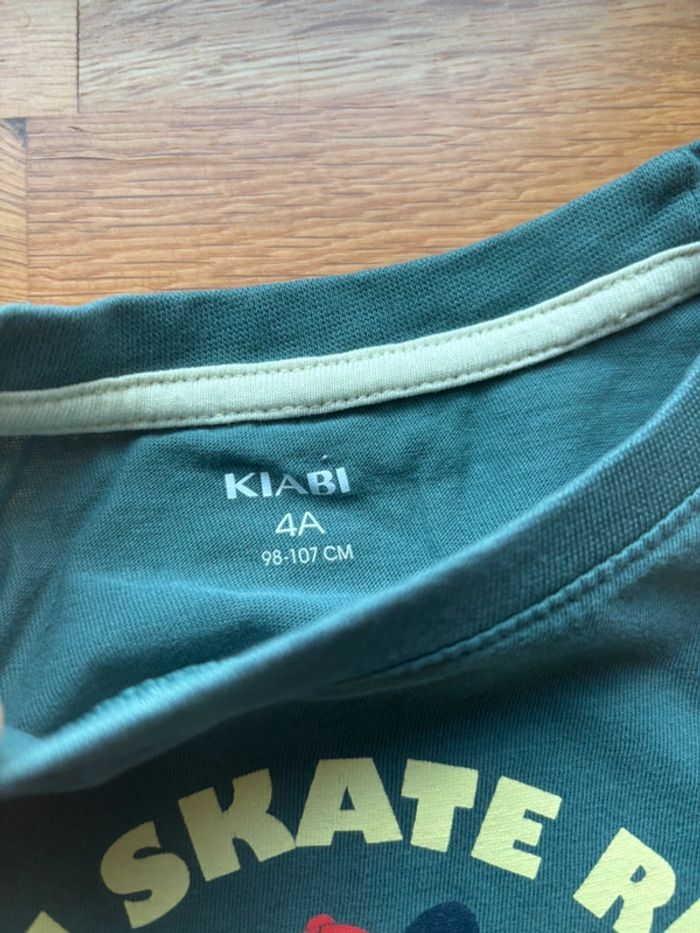 KIABI
4A
98-107 CM
SKATE